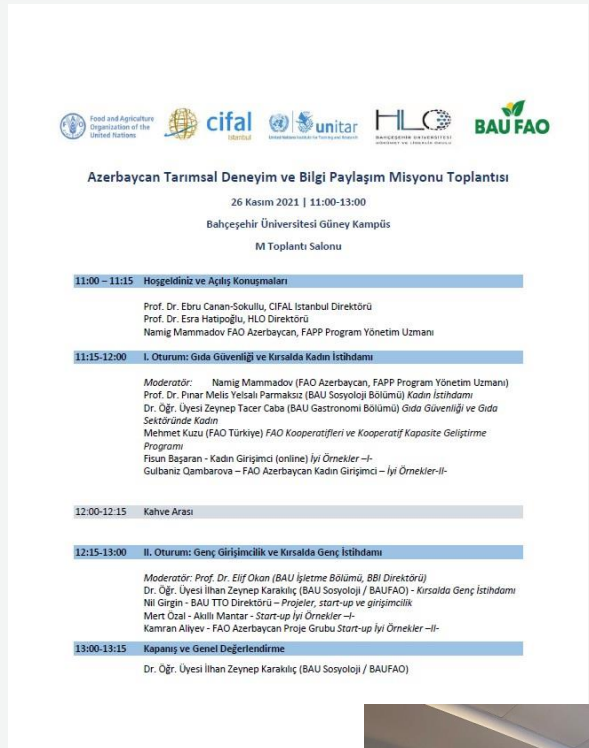 Food and Agriculture
Organization of the
United Nations
cifal
istanbul
unitar
United Nations Institute for Training and Research
HLO
BAHÇEŞEHİR ÜNİVERSİTESİ
HÜKÜMET VE LİDERLİK OKULU
BAU FAO
Azerbaycan Tarımsal Deneyim ve Bilgi Paylaşım Misyonu Toplantısı
26 Kasım 2021 | 11:00-13:00
Bahçeşehir Üniversitesi Güney Kampüs
M Toplantı Salonu
11:00 – 11:15 Hoşgeldiniz ve Açılış Konuşmaları
Prof. Dr. Ebru Canan-Sokullu, CIFAL Istanbul Direktörü
Prof. Dr. Esra Hatipoğlu, HLO Direktörü
Namig Mammadov FAO Azerbaycan, FAPP Program Yönetim Uzmanı
11:15-12:00 I. Oturum: Gıda Güvenliği ve Kırsalda Kadın İstihdamı
Moderatör: Namig Mammadov (FAO Azerbaycan, FAPP Program Yönetim Uzmanı)
Prof. Dr. Pınar Melis Yelsalı Parmaksız (BAU Sosyoloji Bölümü) Kadın İstihdamı
Dr. Öğr. Üyesi Zeynep Tacer Caba (BAU Gastronomi Bölümü) Gıda Güvenliği ve Gıda
Sektöründe Kadın
Mehmet Kuzu (FAO Türkiye) FAO Kooperatifleri ve Kooperatif Kapasite Geliştirme
Programı
Fisun Başaran - Kadın Girişimci (online) İyi Örnekler –I-
Gulbaniz Qambarova – FAO Azerbaycan Kadın Girişimci – İyi Örnekler-II-
12:00-12:15 Kahve Arası
12:15-13:00 II. Oturum: Genç Girişimcilik ve Kırsalda Genç İstihdamı
Moderatör: Prof. Dr. Elif Okan (BAU İşletme Bölümü, BBI Direktörü)
Dr. Öğr. Üyesi İlhan Zeynep Karakılıç (BAU Sosyoloji / BAUFAO) - Kırsalda Genç İstihdamı
Nil Girgin - BAU TTO Direktörü – Projeler, start-up ve girişimcilik
Mert Özal - Akıllı Mantar - Start-up İyi Örnekler –I-
Kamran Aliyev - FAO Azerbaycan Proje Grubu Start-up İyi Örnekler –II-
13:00-13:15 Kapanış ve Genel Değerlendirme
Dr. Öğr. Üyesi İlhan Zeynep Karakılıç (BAU Sosyoloji / BAUFAO)